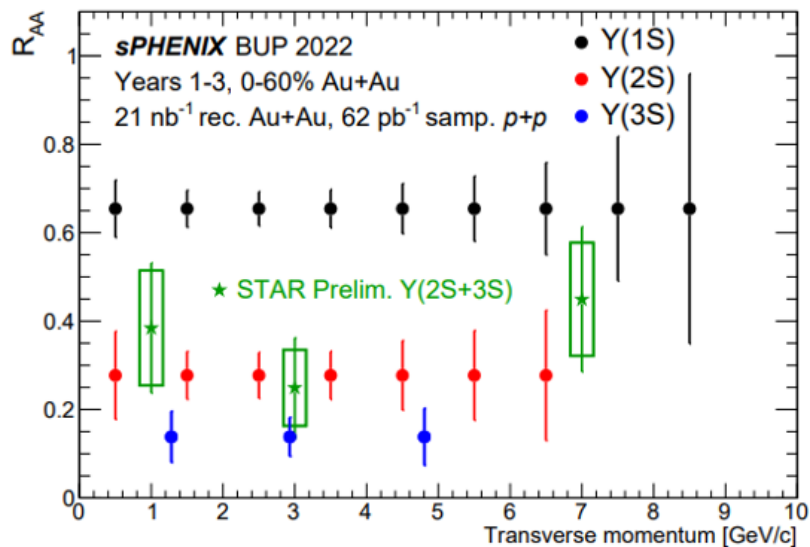 R_AA
sPHENIX BUP 2022
Years 1-3, 0-60% Au+Au
21 nb⁻¹ rec. Au+Au, 62 pb⁻¹ samp. p+p
Y(1S)
Y(2S)
Y(3S)
STAR Prelim. Y(2S+3S)
1
0.8
0.6
0.4
0.2
0
0 1 2 3 4 5 6 7 8 9 10
Transverse momentum [GeV/c]